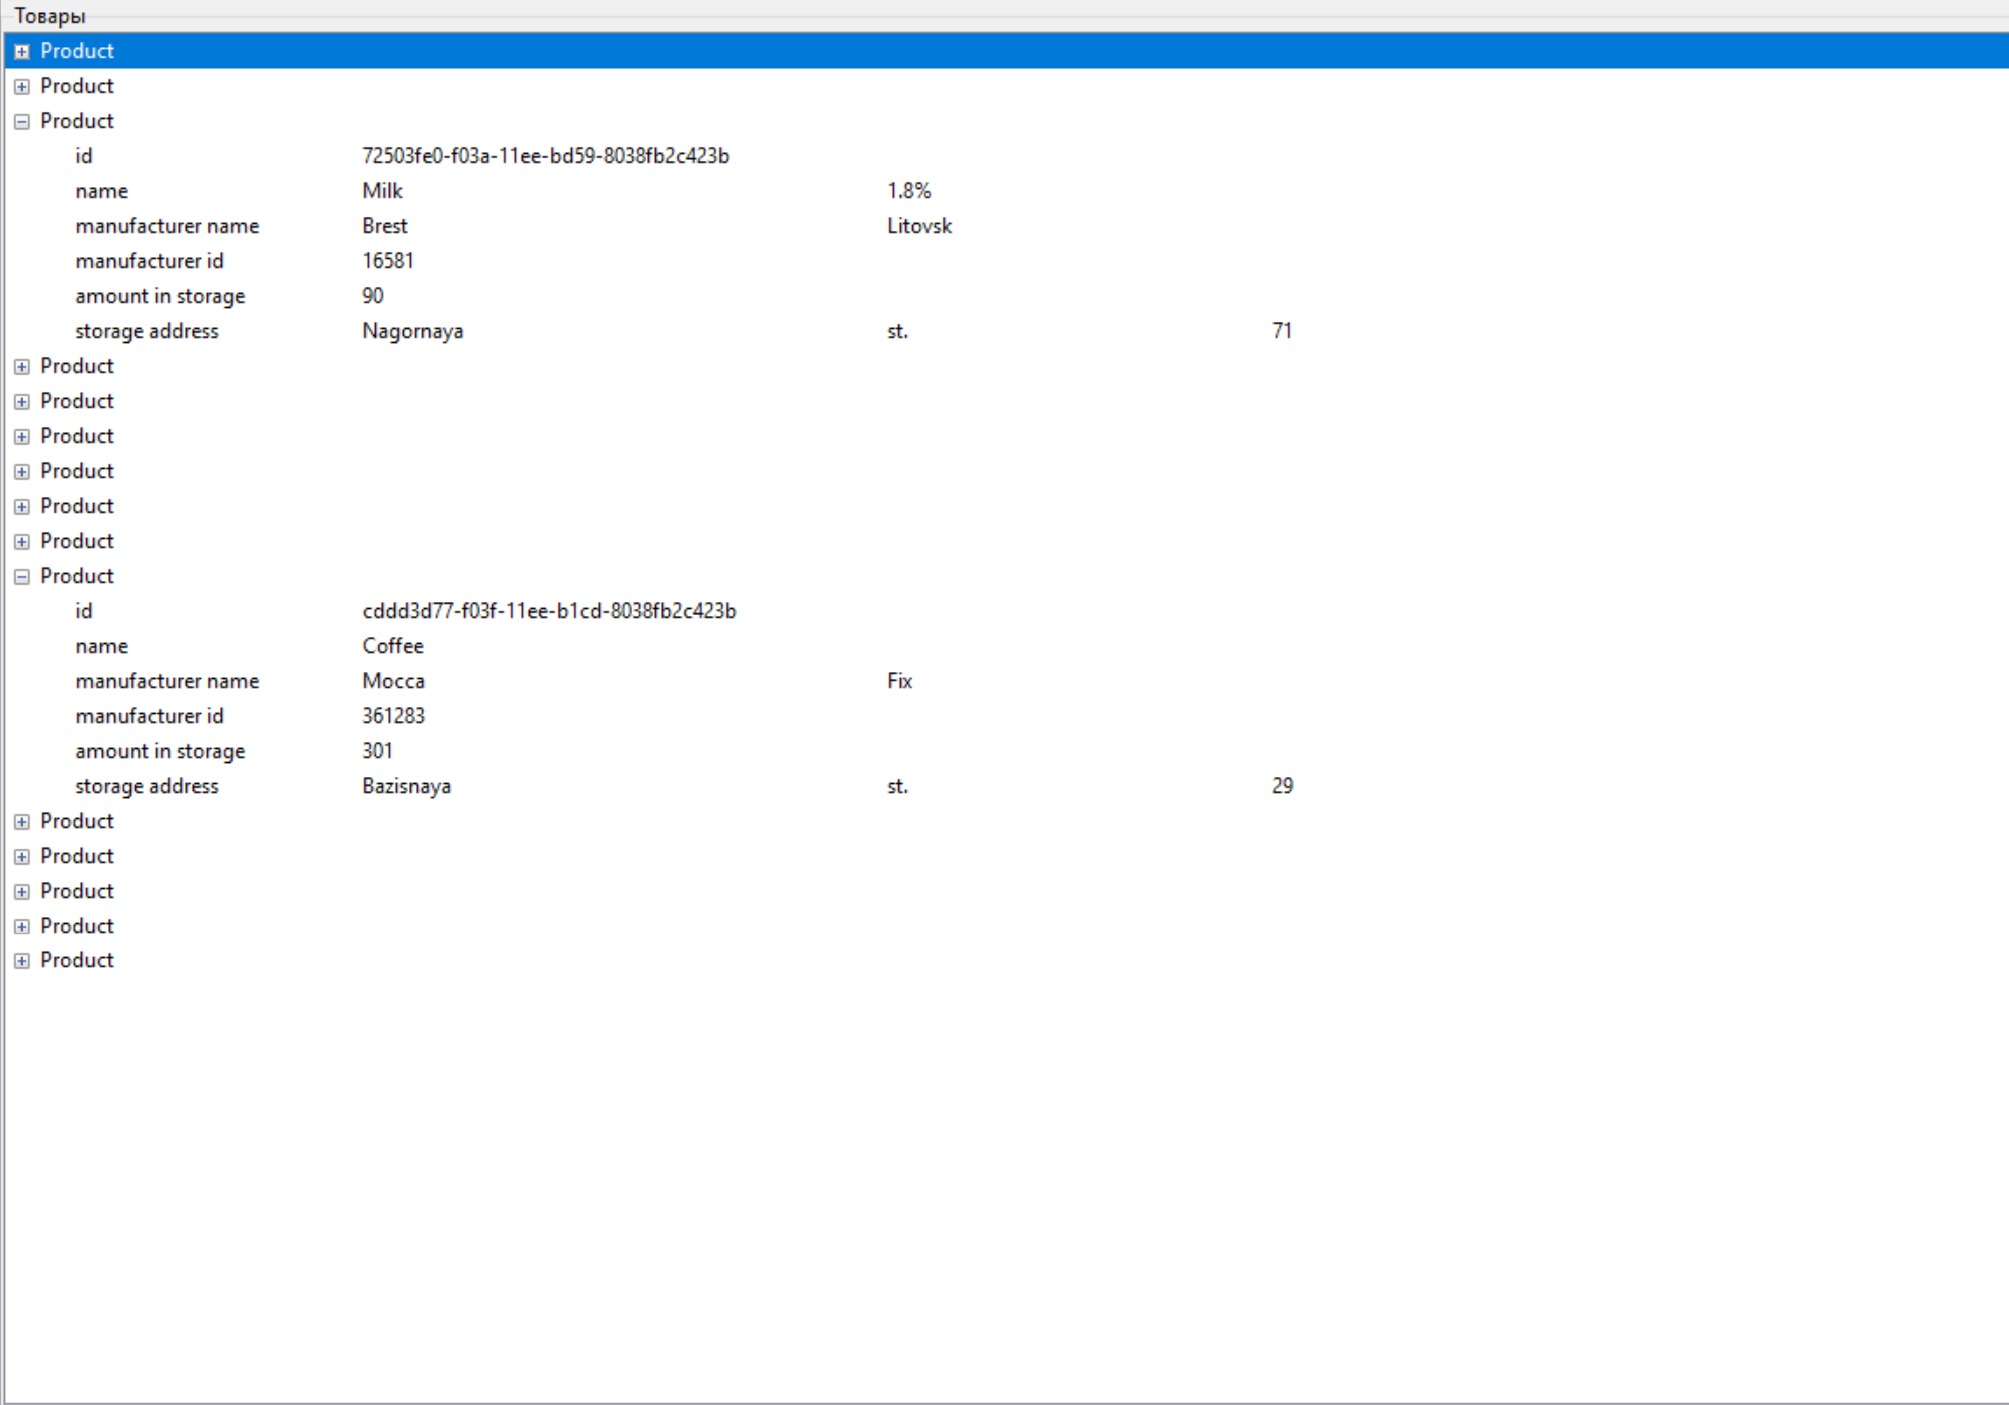 Товары
Product
Product
Product
id 72503fe0-f03a-11ee-bd59-8038fb2c423b
name Milk 1.8%
manufacturer name Brest Litovsk
manufacturer id 16581
amount in storage 90
storage address Nagornaya st. 71
Product
Product
Product
Product
Product
Product
Product
id cddd3d77-f03f-11ee-b1cd-8038fb2c423b
name Coffee
manufacturer name Mocca Fix
manufacturer id 361283
amount in storage 301
storage address Bazisnaya st. 29
Product
Product
Product
Product
Product